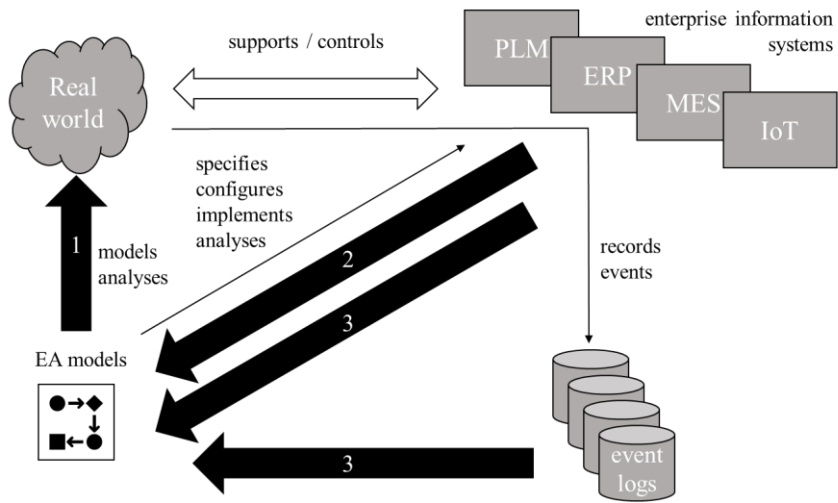 supports / controls
enterprise information
systems
PLM
ERP
MES
IoT
Real
world
specifies
configures
implements
analyses
1
models
analyses
2
3
records
events
EA models
3
event
logs